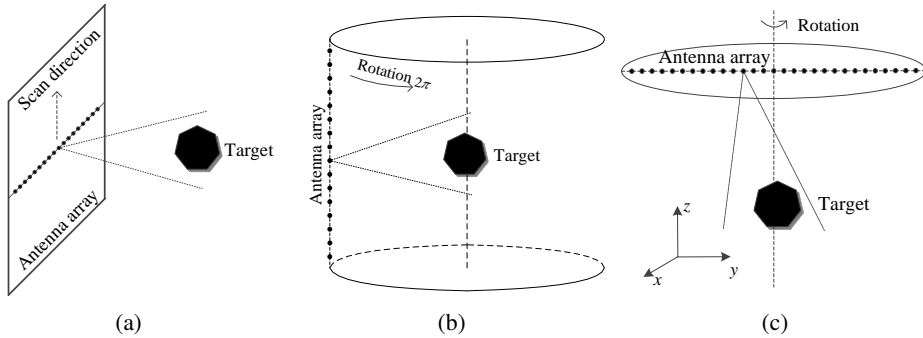 Scan direction
Antenna array
Target
(a)
Rotation 2π
Antenna array
Target
(b)
Rotation
Antenna array
Target
z
y
x
(c)